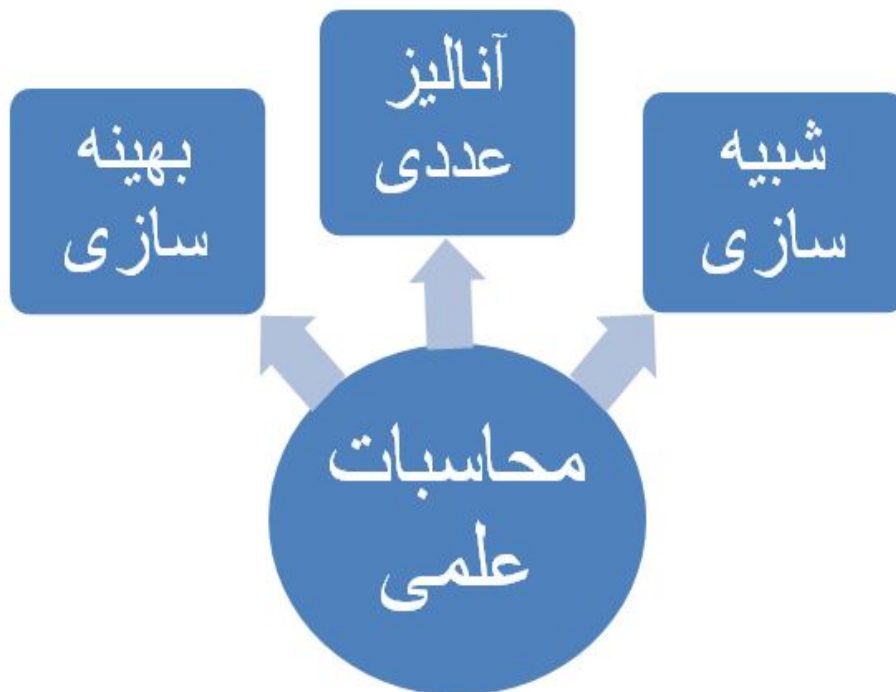 آنالیز
عددی
شبیه
سازی
بهینه
سازی
محاسبات
علمی